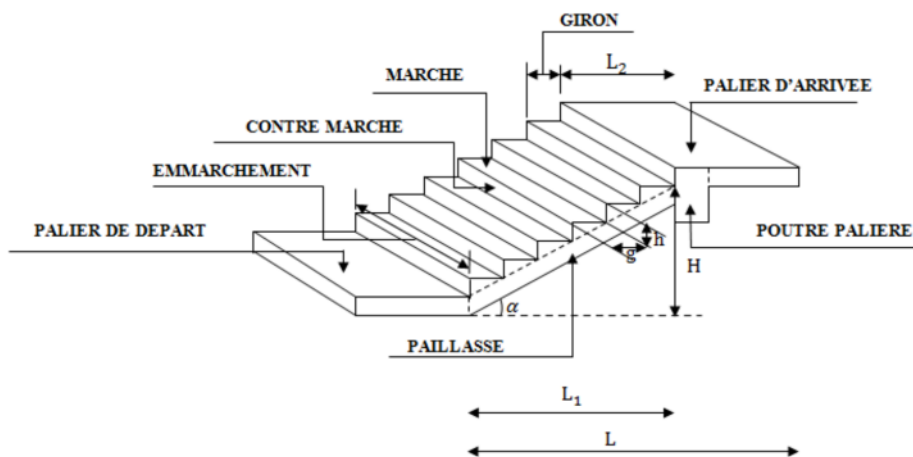 GIRON
L2
MARCHE
PALIER D'ARRIVEE
CONTRE MARCHE
EMMARCHEMENT
PALIER DE DEPART
POUTRE PALIERE
h
g
H
α
PAILLASSE
L1
L